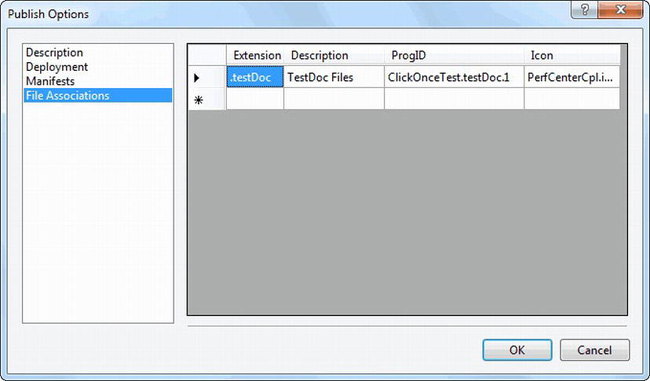 Publish Options
Description
Deployment
Manifests
File Associations
Extension Description ProgID Icon
.testDoc TestDoc Files ClickOnceTest.testDoc.1 PerfCenterCpl.i...
OK Cancel